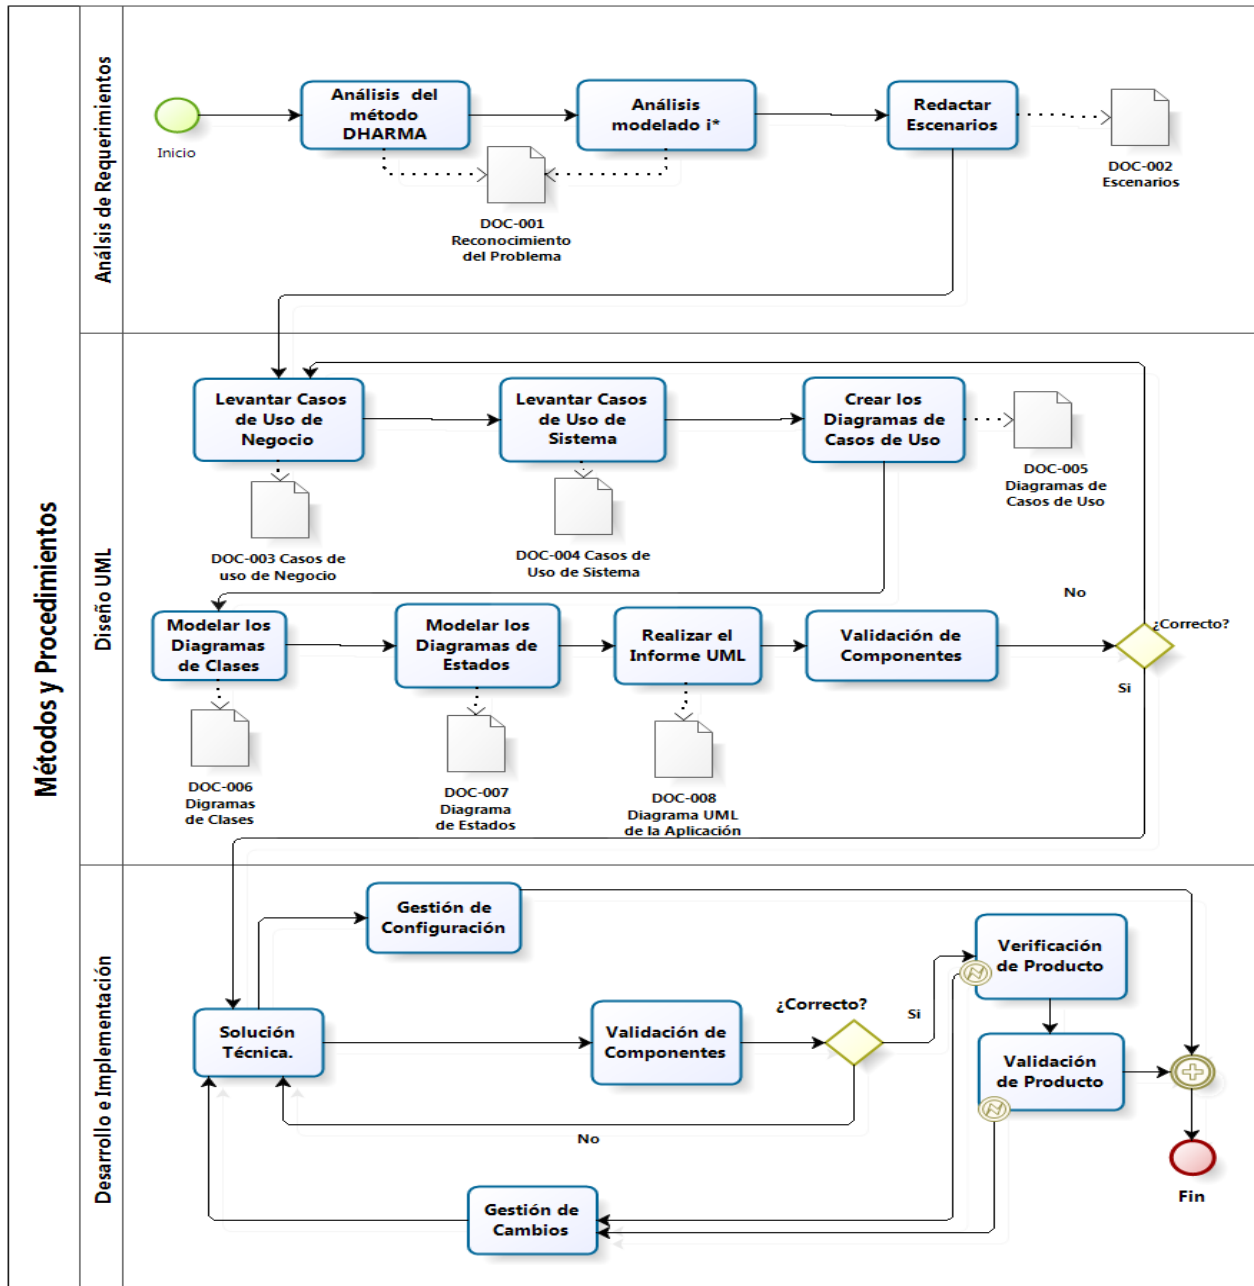 Métodos y Procedimientos
Análsis de Requerimientos
Inicio
Análisis del
método
DHARMA
Análisis
modelado i*
Redactar
Escenarios
DOC-001
Reconocimiento
del Problema
DOC-002
Escenarios
Diseño UML
Levantar Casos
de Uso de
Negocio
Levantar Casos
de Uso de
Sistema
Crear los
Diagramas de
Casos de Uso
DOC-003 Casos de
uso de Negocio
DOC-004 Casos de
Uso de Sistema
DOC-005
Diagramas de
Casos de Uso
Modelar los
Diagramas
de Clases
Modelar los
Diagramas de
Estados
Realizar el
Informe UML
Validación de
Componentes
¿Correcto?
No
Si
DOC-006
Digramas
de Clases
DOC-007
Diagrama
de Estados
DOC-008
Diagrama UML
de la Aplicación
Desarrollo e Implementación
Gestión de
Configuración
Solución
Técnica.
Validación de
Componentes
¿Correcto?
Si
No
Verificación
de Producto
Validación
de Producto
Gestión de
Cambios
Fin